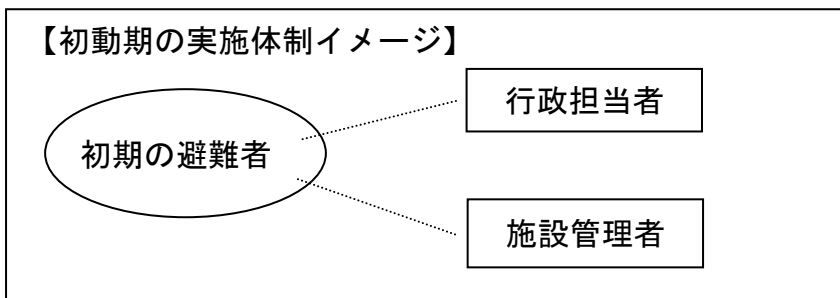 【初動期の実施体制イメージ】
行政担当者
初期の避難者
施設管理者